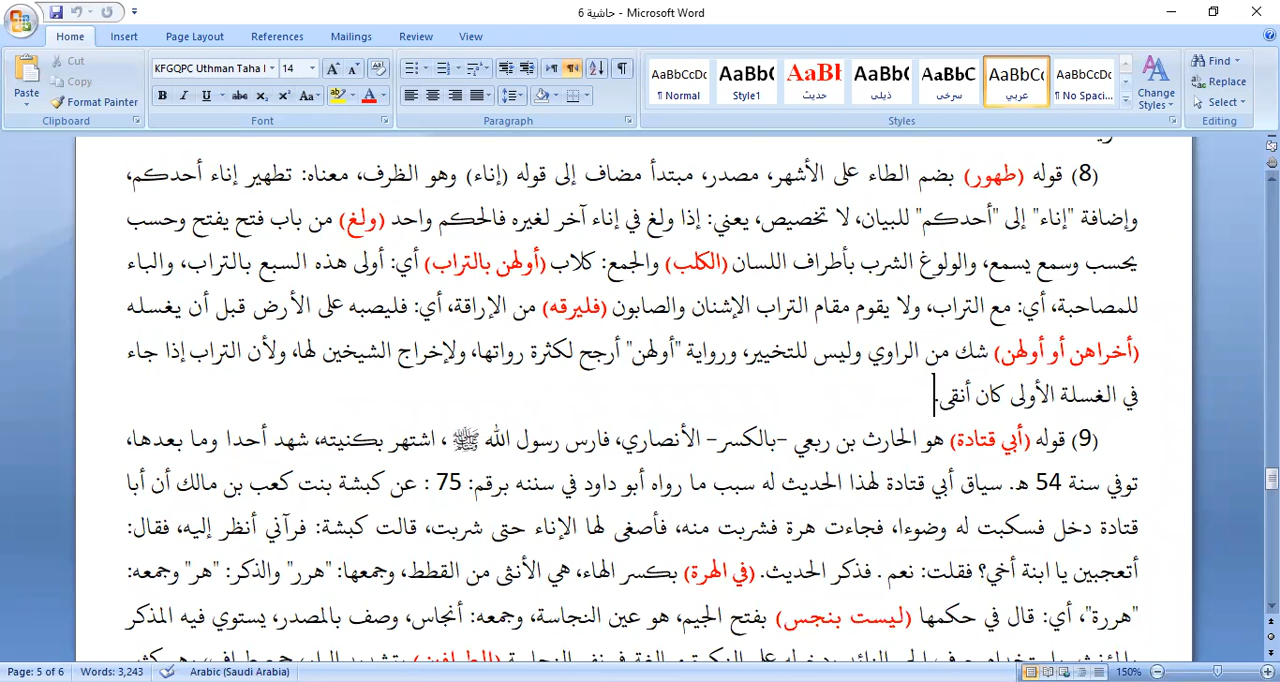 حاشية 6 - Microsoft Word
Home Insert Page Layout References Mailings Review View
Paste
Cut
Copy
Format Painter
Clipboard
KFGQPC Uthman Taha 14
Font
Paragraph
AaBbCcDc AaBbC AaBl AaBbC AaBbC AaBbCc AaBbCcDc
¶ Normal Style1 حديث ذيلى سرخى عربي ¶ No Spaci...
Change Styles
Styles
Find
Replace
Select
Editing
(8) قوله (طهور) بضم الطاء على الأشهر، مصدر، مبتدأ مضاف إلى قوله (إناء) وهو الظرف، معناه: تطهير إناء أحدكم،
وإضافة "إناء" إلى "أحدكم" للبيان، لا تخصيص، يعني: إذا ولغ في إناء آخر لغيره فالحكم واحد (ولغ) من باب فتح يفتح وحسب
يحسب وسمع يسمع، والولوغ الشرب بأطراف اللسان (الكلب) والجمع: كلاب (أولهن بالتراب) أي: أولى هذه السبع بالتراب، والباء
للمصاحبة، أي: مع التراب، ولا يقوم مقام التراب الإشنان والصابون (فليرقه) من الإراقة، أي: فليصبه على الأرض قبل أن يغسله
(أخراهن أو أولهن) شك من الراوي وليس للتخيير، ورواية "أولهن" أرجح لكثرة رواتها، ولإخراج الشيخين لها، ولأن التراب إذا جاء
في الغسلة الأولى كان أنقى.
(9) قوله (أبي قتادة) هو الحارث بن ربعي -بالكسر- الأنصاري، فارس رسول الله ﷺ ، اشتهر بكنيته، شهد أحدا وما بعدها،
توفي سنة 54 هـ. سياق أبي قتادة لهذا الحديث له سبب ما رواه أبو داود في سننه برقم: 75 : عن كبشة بنت كعب بن مالك أن أبا
قتادة دخل فسكبت له وضوءا، فجاءت هرة فشربت منه، فأصغى لها الإناء حتى شربت، قالت كبشة: فرآني أنظر إليه، فقال:
أتعجبين يا ابنة أخي؟ فقلت: نعم . فذكر الحديث. (في الهرة) بكسر الهاء، هي الأنثى من القطط، وجمعها: "هرر" والذكر: "هر" وجمعه:
"هررة"، أي: قال في حكمها (ليست بنجس) بفتح الجيم، هو عين النجاسة، وجمعه: أنجاس، وصف بالمصدر، يستوي فيه المذكر
Page: 5 of 6 Words: 3,243 Arabic (Saudi Arabia) 150%